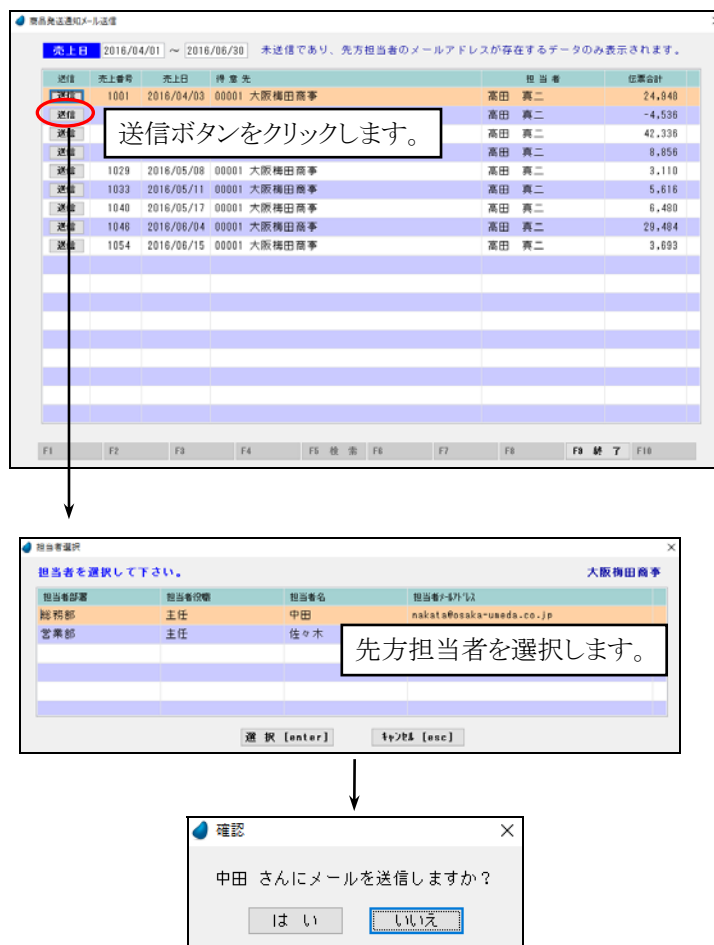 商品発送通知メール送信
売上日 2016/04/01 ～ 2016/06/30 未送信であり、先方担当者のメールアドレスが存在するデータのみ表示されます。
送信 売上番号 売上日 得意先 担当者 伝票合計
送信 1001 2016/04/03 00001 大阪梅田商事 高田 真二 24,948
送信 高田 真二 -4,536
送信 高田 真二 42,336
送信 高田 真二 8,856
送信ボタンをクリックします。
送信 1029 2016/05/08 00001 大阪梅田商事 高田 真二 3,110
送信 1033 2016/05/11 00001 大阪梅田商事 高田 真二 5,616
送信 1040 2016/05/17 00001 大阪梅田商事 高田 真二 6,480
送信 1046 2016/06/04 00001 大阪梅田商事 高田 真二 29,484
送信 1054 2016/06/15 00001 大阪梅田商事 高田 真二 3,693
F1 F2 F3 F4 F5 検索 F6 F7 F8 F9 終了 F10
担当者選択
担当者を選択して下さい。 大阪梅田商事
担当者部署 担当者役職 担当者名 担当者ﾒｰﾙｱﾄﾞﾚｽ
総務部 主任 中田 nakata@osaka-umeda.co.jp
営業部 主任 佐々木
先方担当者を選択します。
選択 [enter] ｷｬﾝｾﾙ [esc]
確認
中田 さんにメールを送信しますか？
はい いいえ